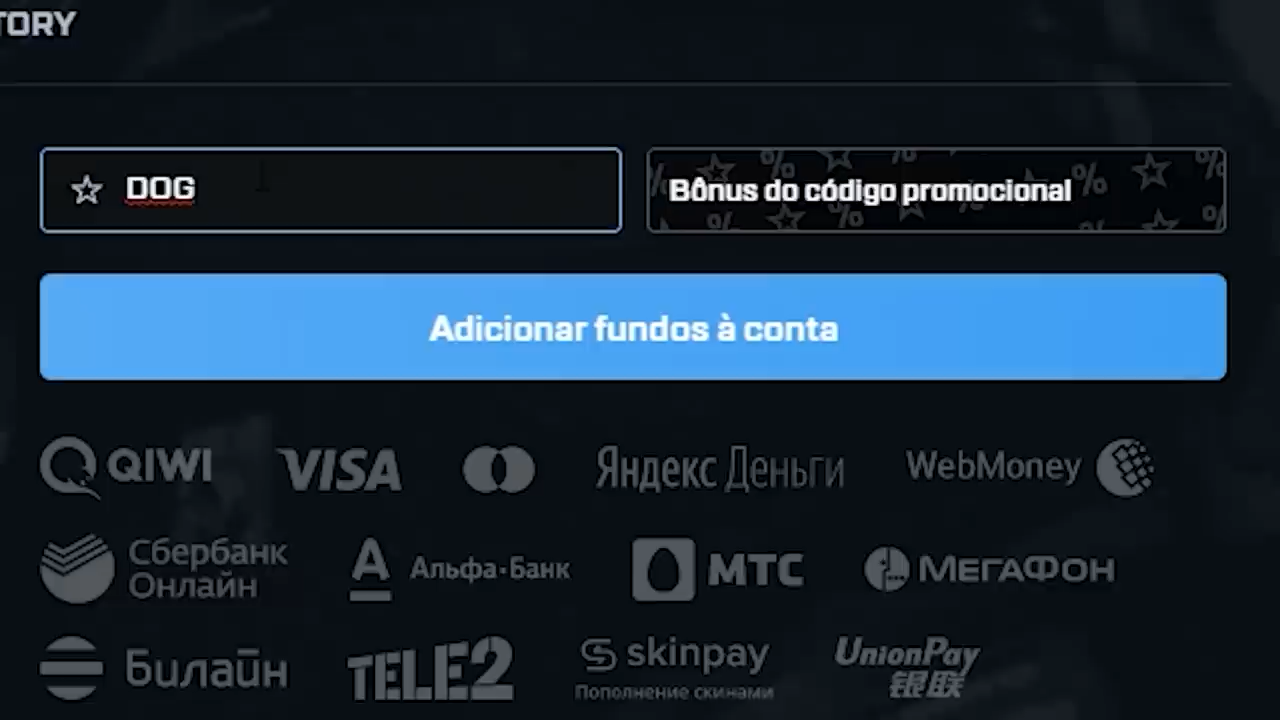 TORY
DOG
Bônus do código promocional
Adicionar fundos à conta
QIWI
VISA
Яндекс Деньги
WebMoney
Сбербанк
Онлайн
Альфа·Банк
МТС
МЕГАФОН
Билайн
TELE2
skinpay
Пополнение скинами
UnionPay
银联